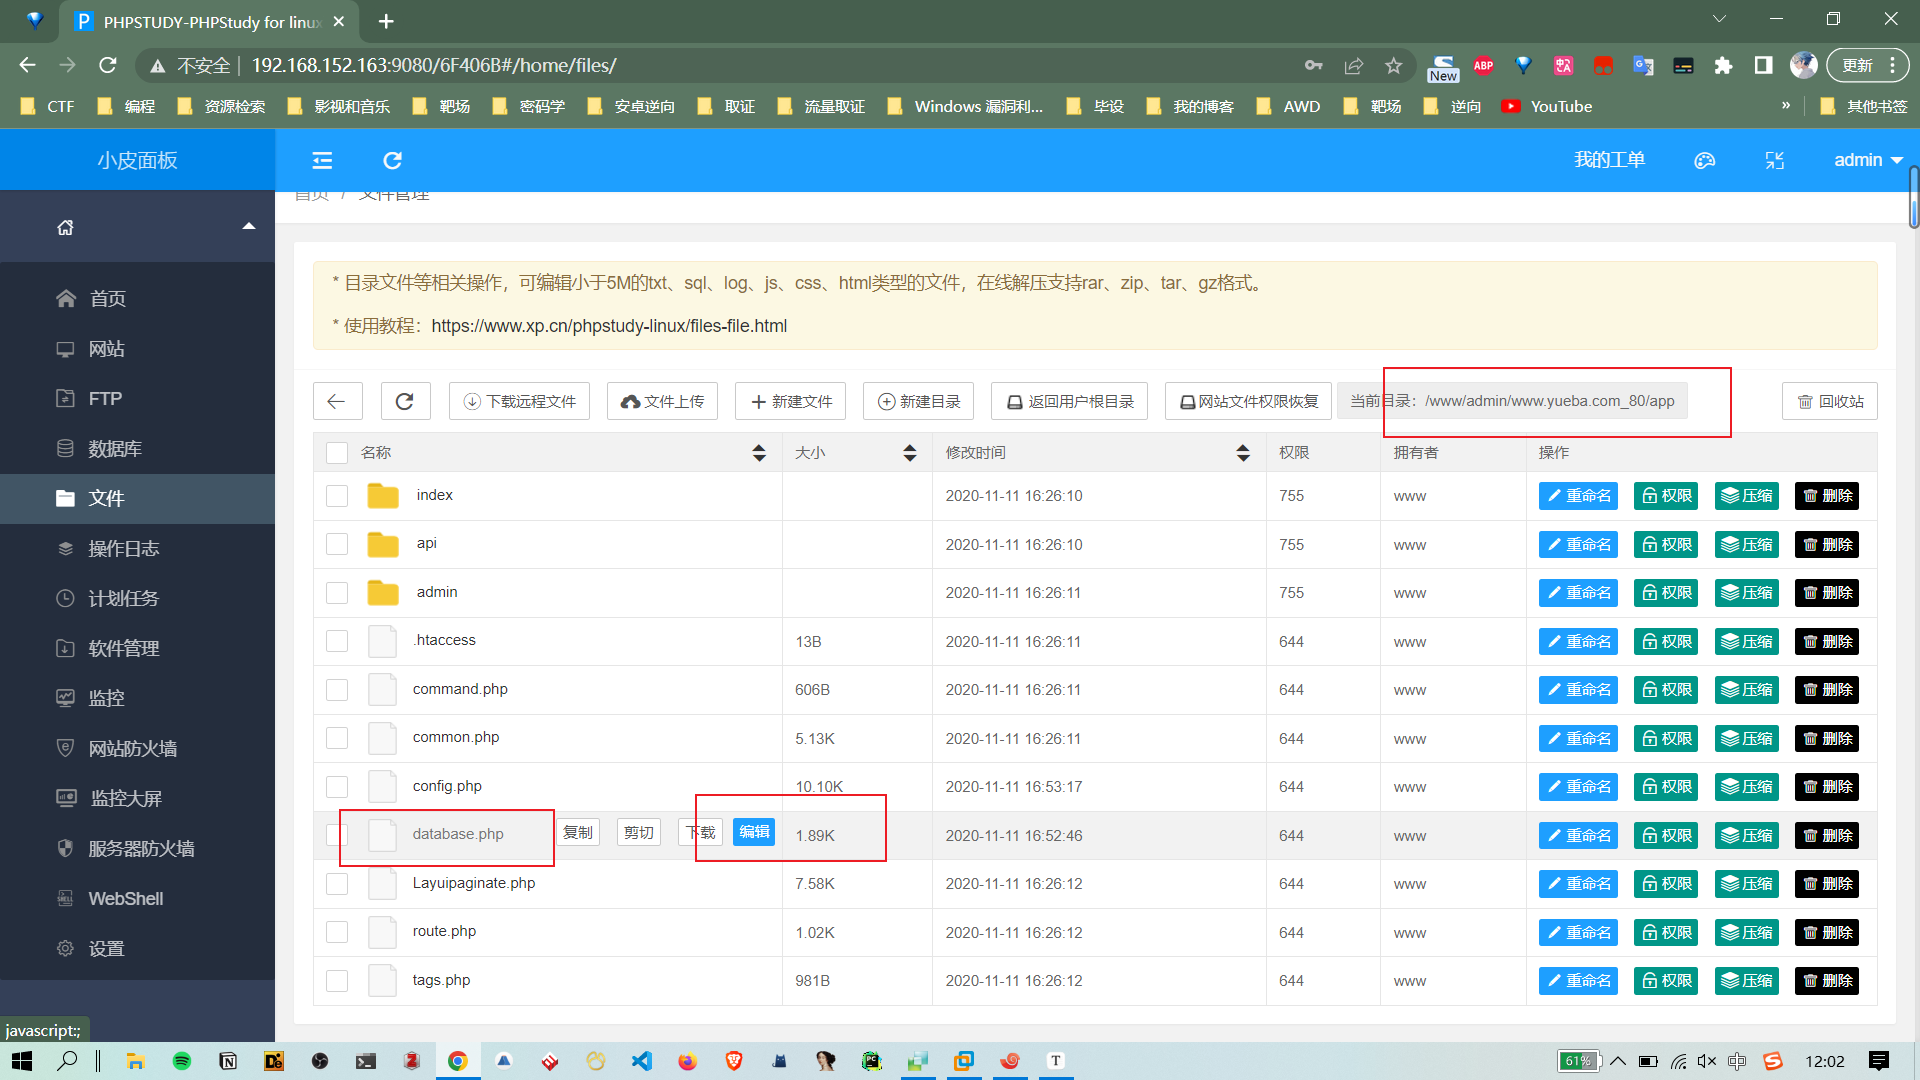 PHPSTUDY-PHPStudy for linu
不安全 192.168.152.163:9080/6F406B#/home/files/
New ABP 更新
CTF 编程 资源检索 影视和音乐 靶场 密码学 安卓逆向 取证 流量取证 Windows 漏洞利... 毕设 我的博客 AWD 靶场 逆向 YouTube » 其他书签
小皮面板 我的工单 admin
首页 / 文件管理
首页
网站
FTP
数据库
文件
操作日志
计划任务
软件管理
监控
网站防火墙
监控大屏
服务器防火墙
WebShell
设置
* 目录文件等相关操作，可编辑小于5M的txt、sql、log、js、css、html类型的文件，在线解压支持rar、zip、tar、gz格式。
* 使用教程：https://www.xp.cn/phpstudy-linux/files-file.html
下载远程文件 文件上传 新建文件 新建目录 返回用户根目录 网站文件权限恢复 当前目录：/www/admin/www.yueba.com_80/app 回收站
名称 大小 修改时间 权限 拥有者 操作
index 2020-11-11 16:26:10 755 www 重命名 权限 压缩 删除
api 2020-11-11 16:26:10 755 www 重命名 权限 压缩 删除
admin 2020-11-11 16:26:11 755 www 重命名 权限 压缩 删除
.htaccess 13B 2020-11-11 16:26:11 644 www 重命名 权限 压缩 删除
command.php 606B 2020-11-11 16:26:11 644 www 重命名 权限 压缩 删除
common.php 5.13K 2020-11-11 16:26:11 644 www 重命名 权限 压缩 删除
config.php 10.10K 2020-11-11 16:53:17 644 www 重命名 权限 压缩 删除
database.php 复制 剪切 下载 编辑 1.89K 2020-11-11 16:52:46 644 www 重命名 权限 压缩 删除
Layuipaginate.php 7.58K 2020-11-11 16:26:12 644 www 重命名 权限 压缩 删除
route.php 1.02K 2020-11-11 16:26:12 644 www 重命名 权限 压缩 删除
tags.php 981B 2020-11-11 16:26:12 644 www 重命名 权限 压缩 删除
javascript:;
61% 中 12:02